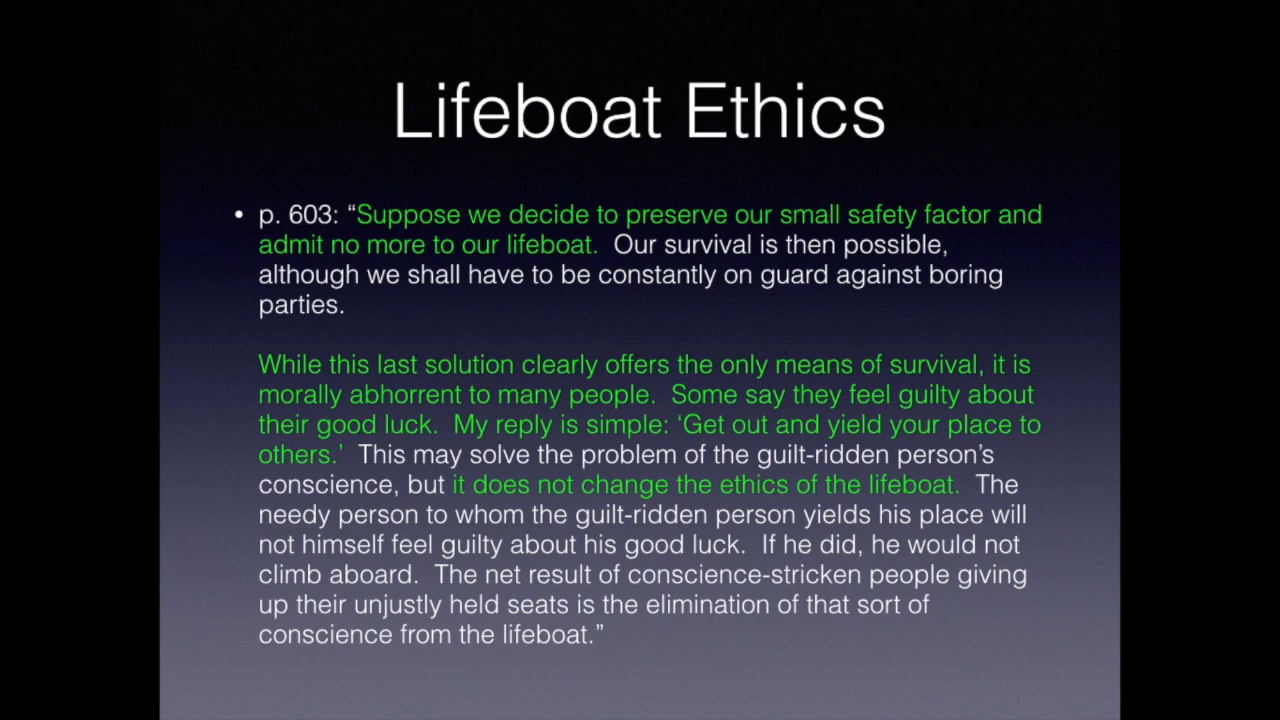 Lifeboat Ethics
• p. 603: “Suppose we decide to preserve our small safety factor and
admit no more to our lifeboat.  Our survival is then possible,
although we shall have to be constantly on guard against boring
parties.
While this last solution clearly offers the only means of survival, it is
morally abhorrent to many people.  Some say they feel guilty about
their good luck.  My reply is simple: ‘Get out and yield your place to
others.’  This may solve the problem of the guilt-ridden person’s
conscience, but it does not change the ethics of the lifeboat.  The
needy person to whom the guilt-ridden person yields his place will
not himself feel guilty about his good luck.  If he did, he would not
climb aboard.  The net result of conscience-stricken people giving
up their unjustly held seats is the elimination of that sort of
conscience from the lifeboat.”